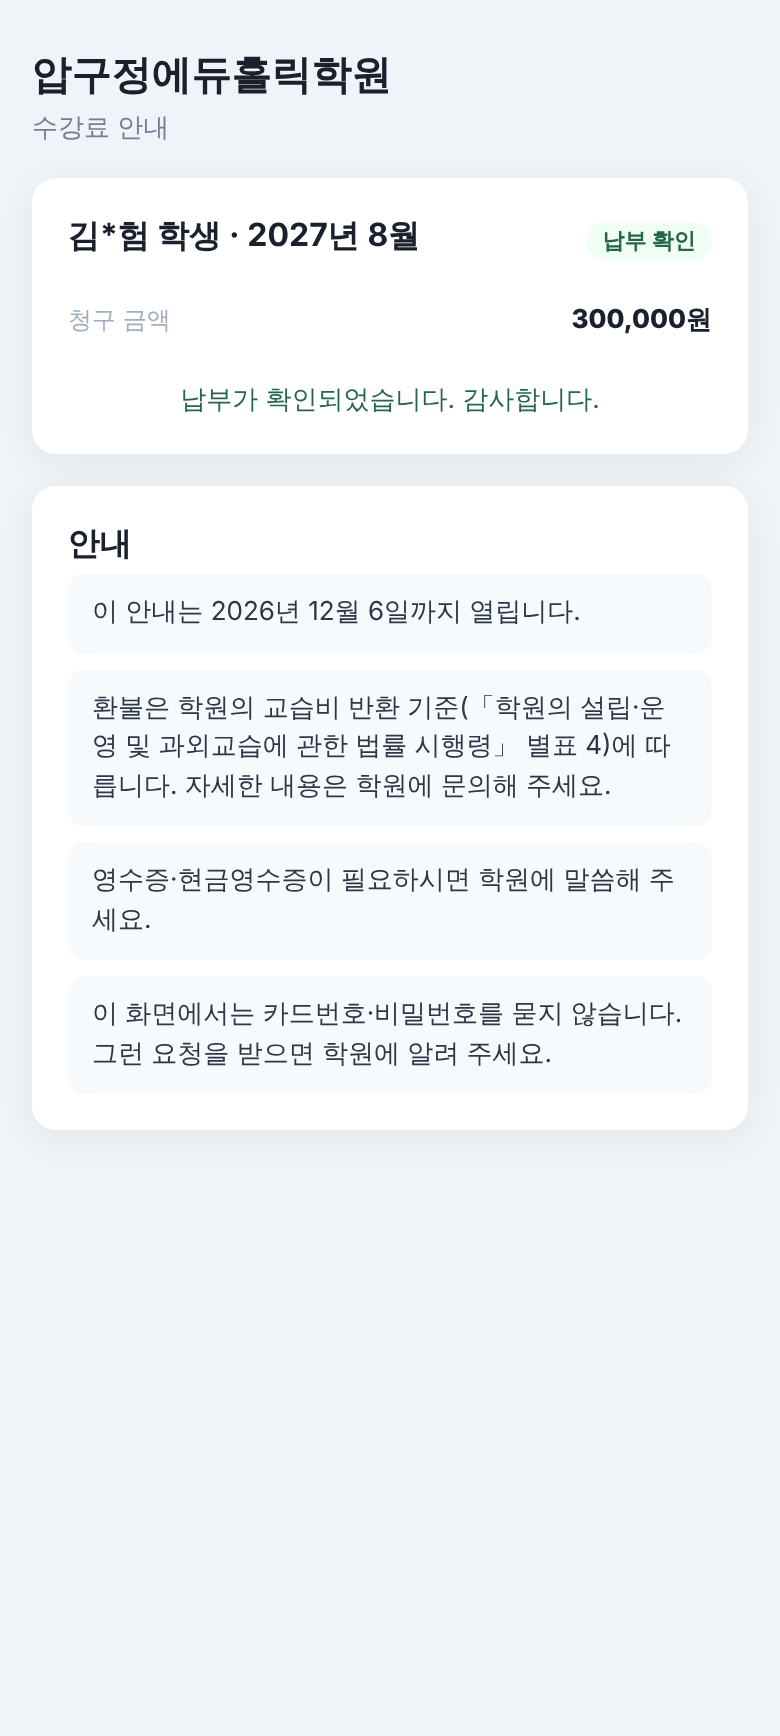 압구정에듀홀릭학원
수강료 안내
김*험 학생 · 2027년 8월
납부 확인
청구 금액
300,000원
납부가 확인되었습니다. 감사합니다.
안내
이 안내는 2026년 12월 6일까지 열립니다.
환불은 학원의 교습비 반환 기준(「학원의 설립·운
영 및 과외교습에 관한 법률 시행령」 별표 4)에 따
릅니다. 자세한 내용은 학원에 문의해 주세요.
영수증·현금영수증이 필요하시면 학원에 말씀해 주
세요.
이 화면에서는 카드번호·비밀번호를 묻지 않습니다.
그런 요청을 받으면 학원에 알려 주세요.